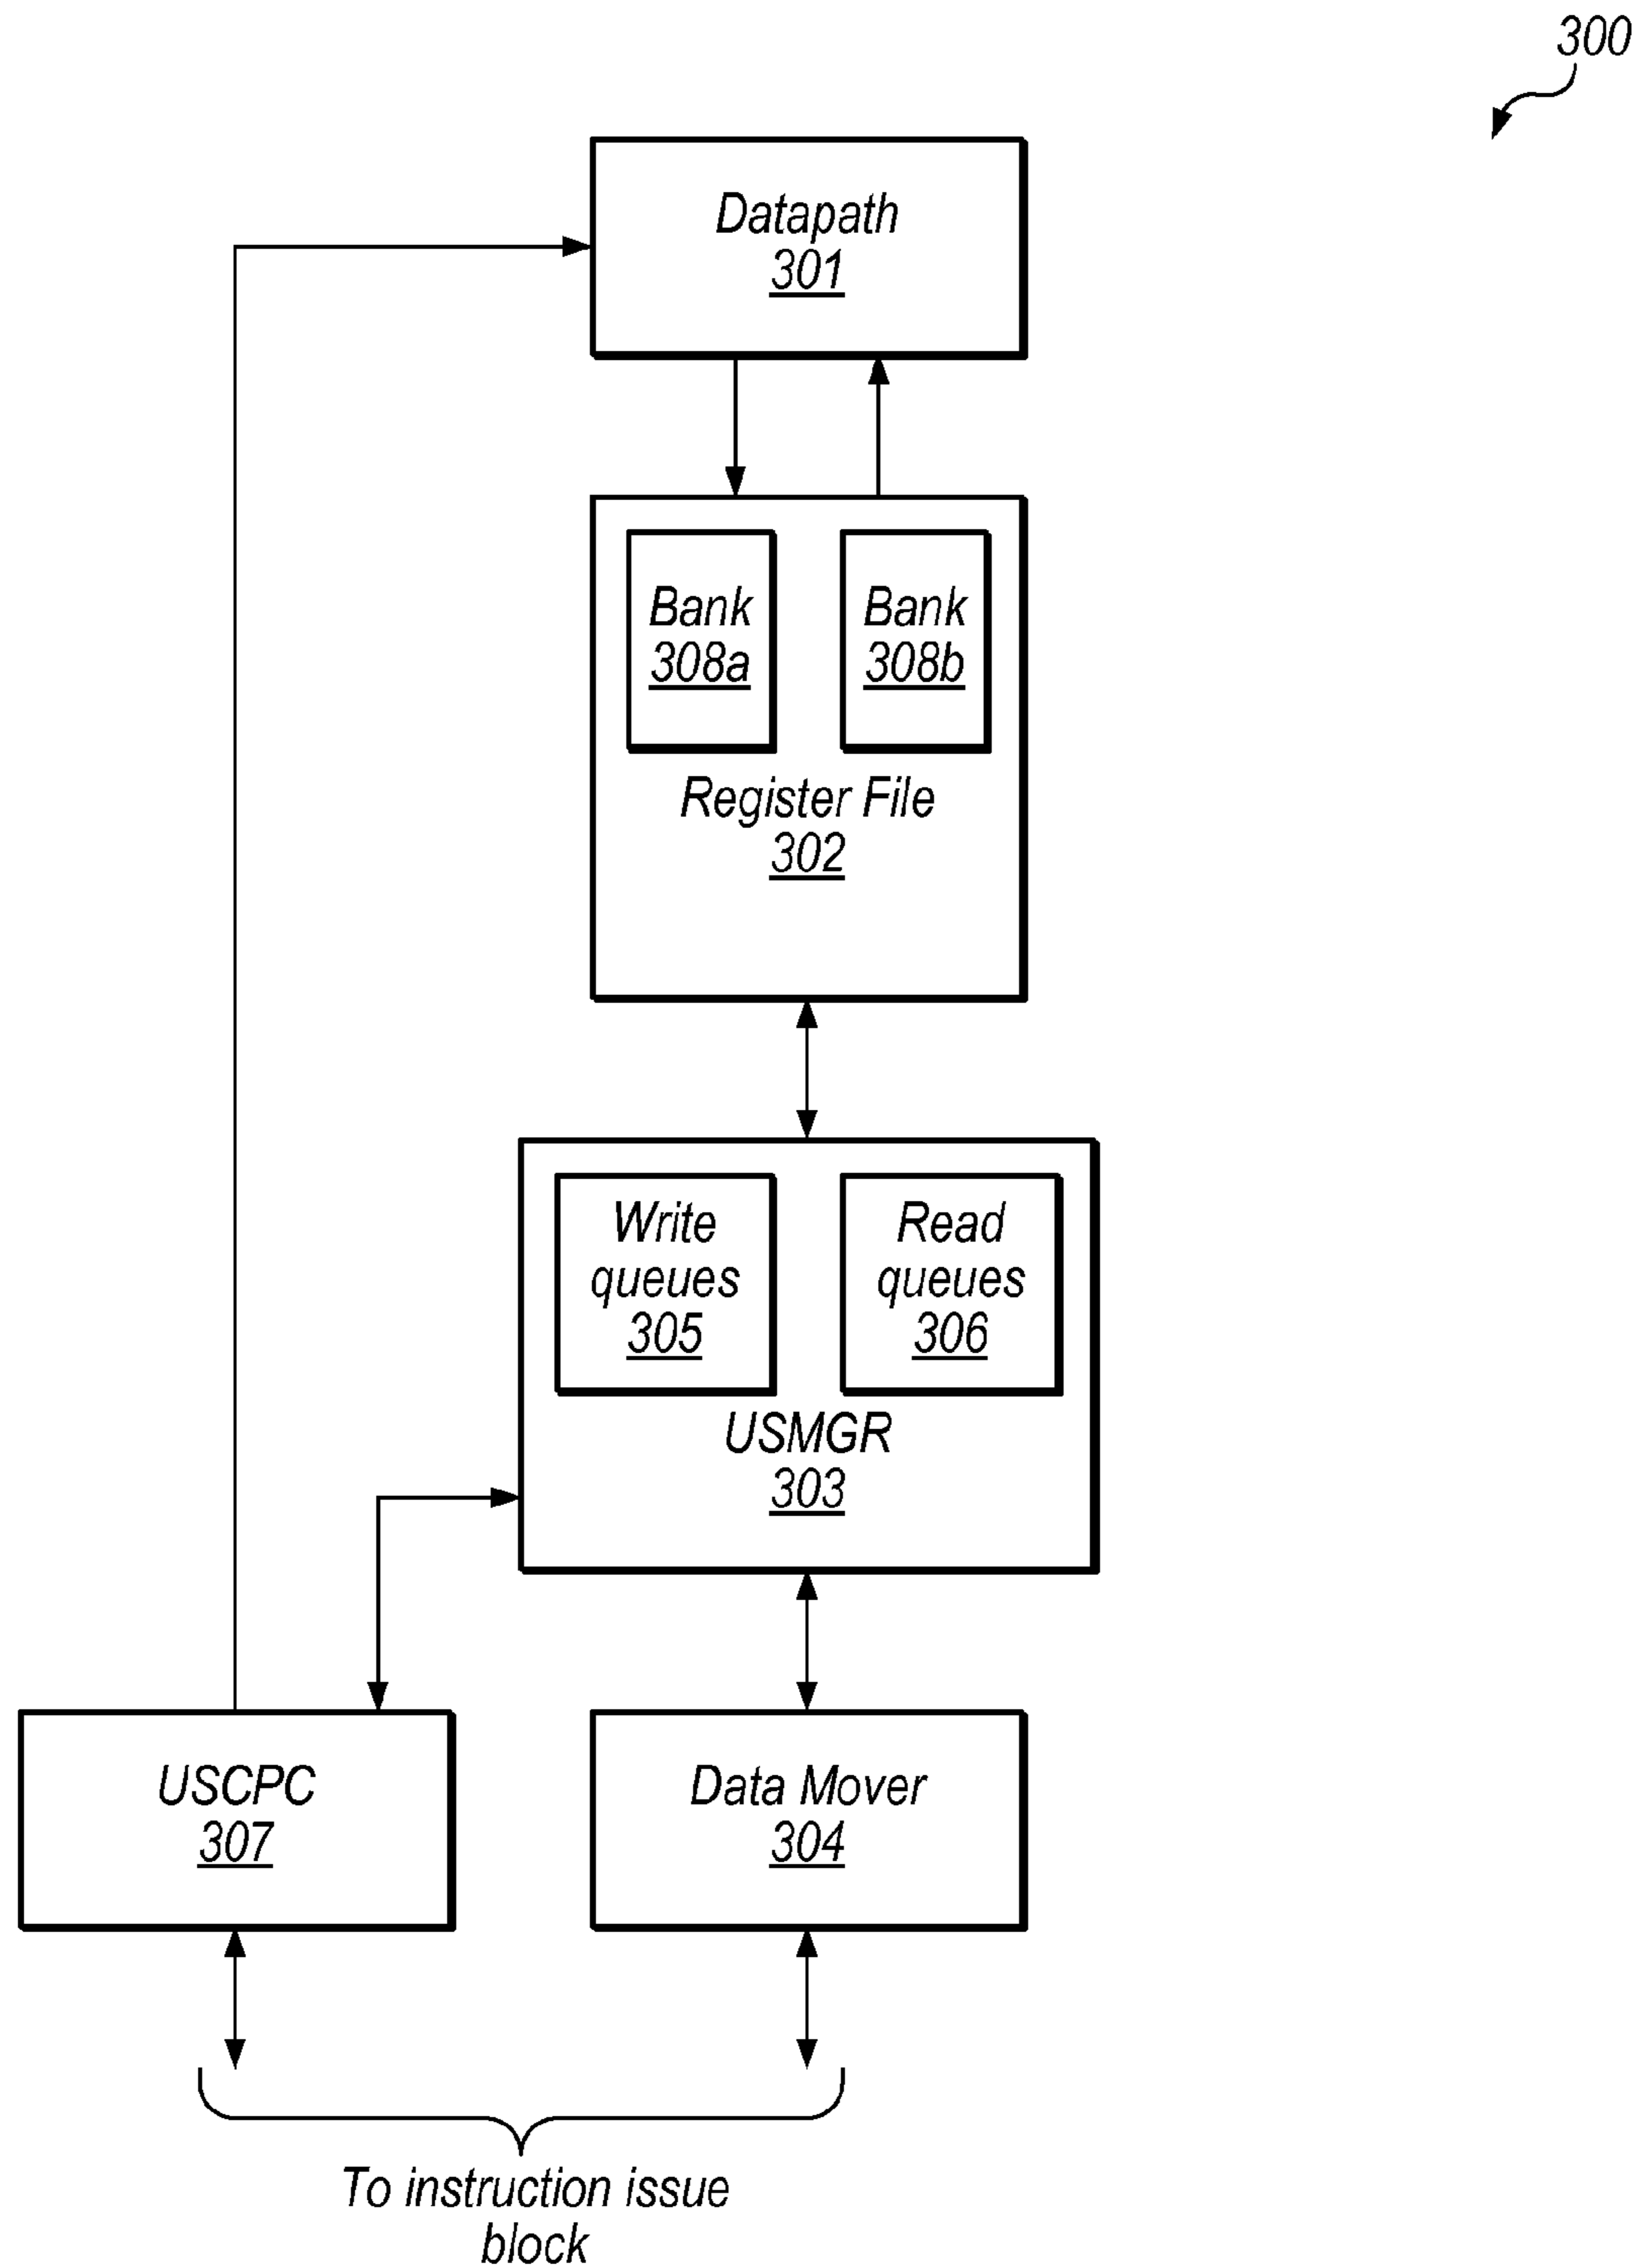 300
Datapath
301
Bank
308a
Bank
308b
Register File
302
Write
queues
305
Read
queues
306
USMGR
303
USCPC
307
Data Mover
304
To instruction issue
block